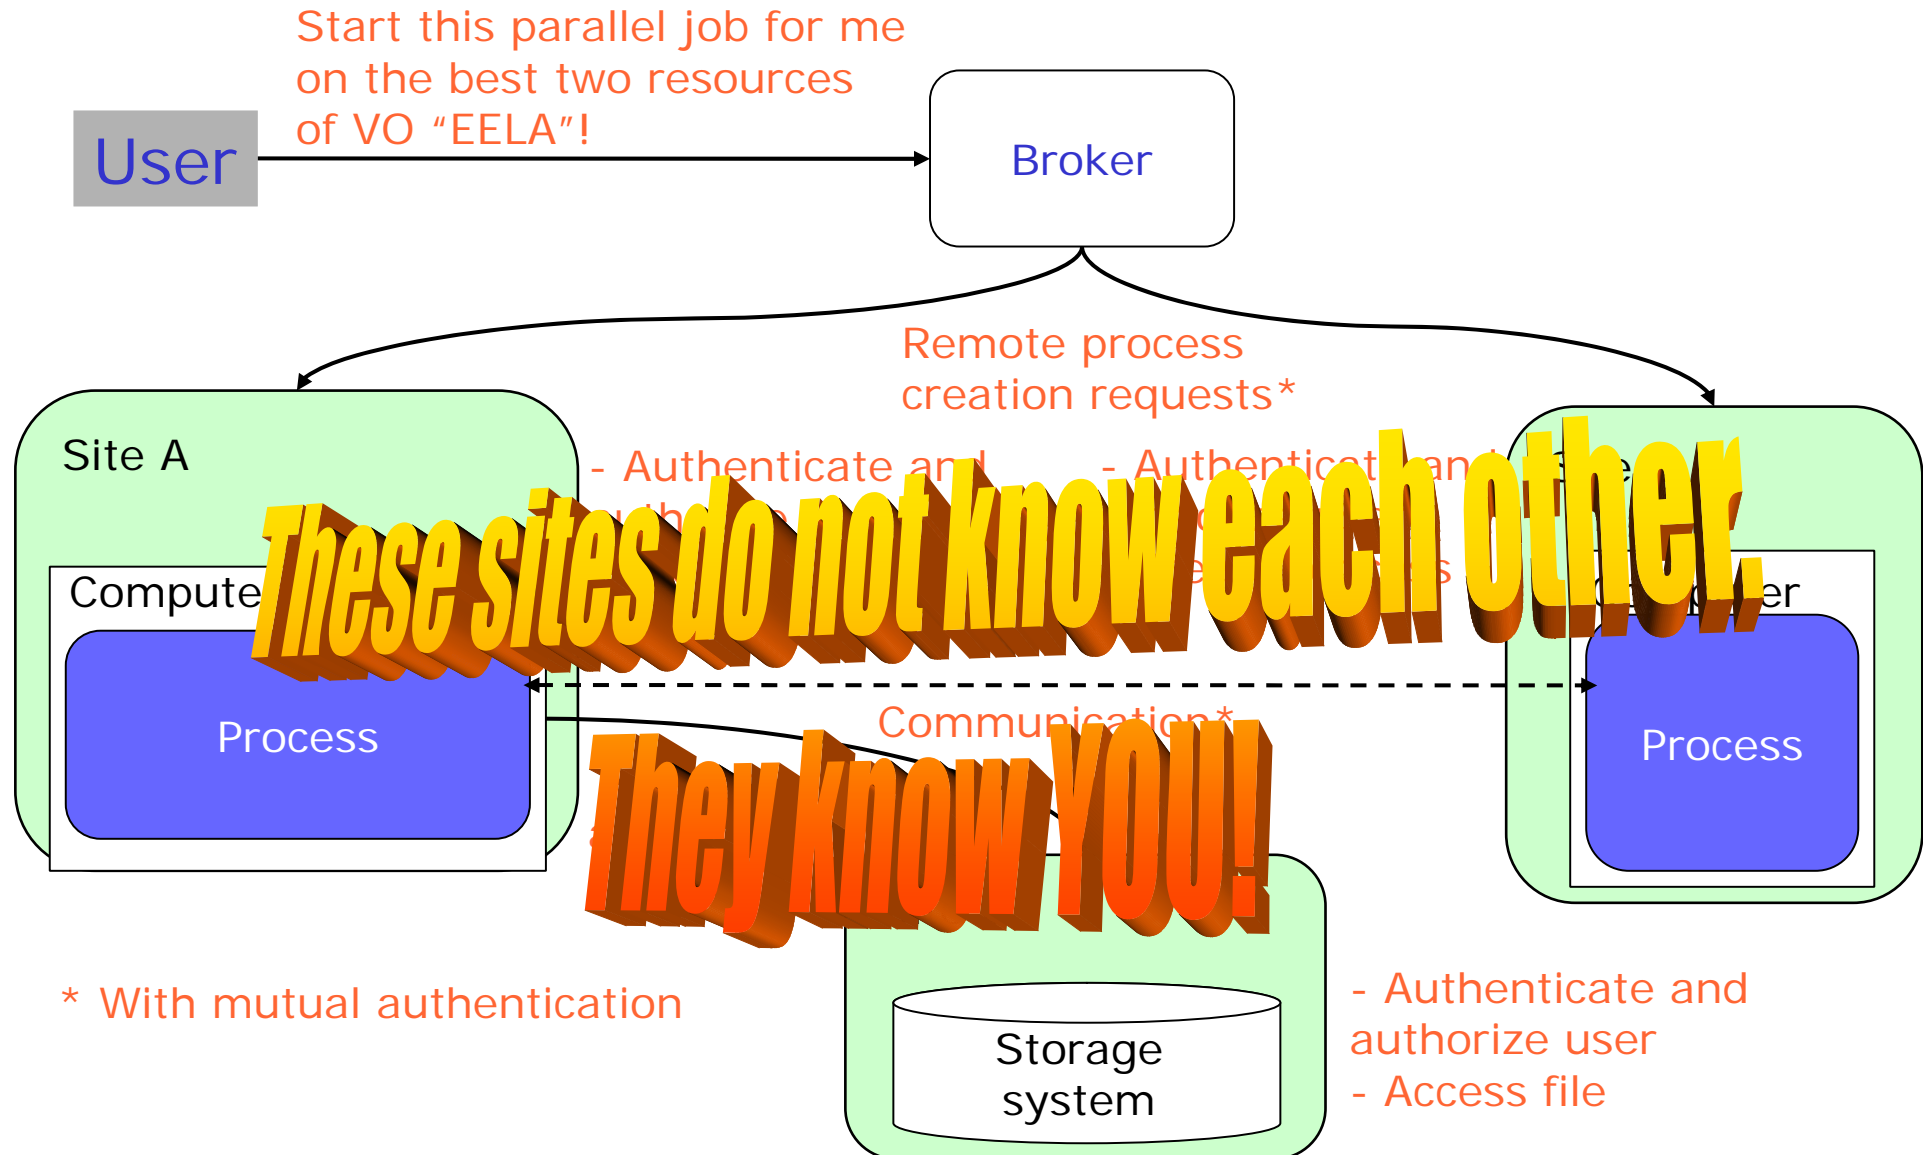 Start this parallel job for me
on the best two resources
of VO “EELA”!
User
Broker
Remote process
creation requests*
Site A
- Authenticate and
- Authenticate and
These sites do not know each other.
Process
Communication*
Process
They know YOU!
* With mutual authentication
Storage
system
- Authenticate and
authorize user
- Access file